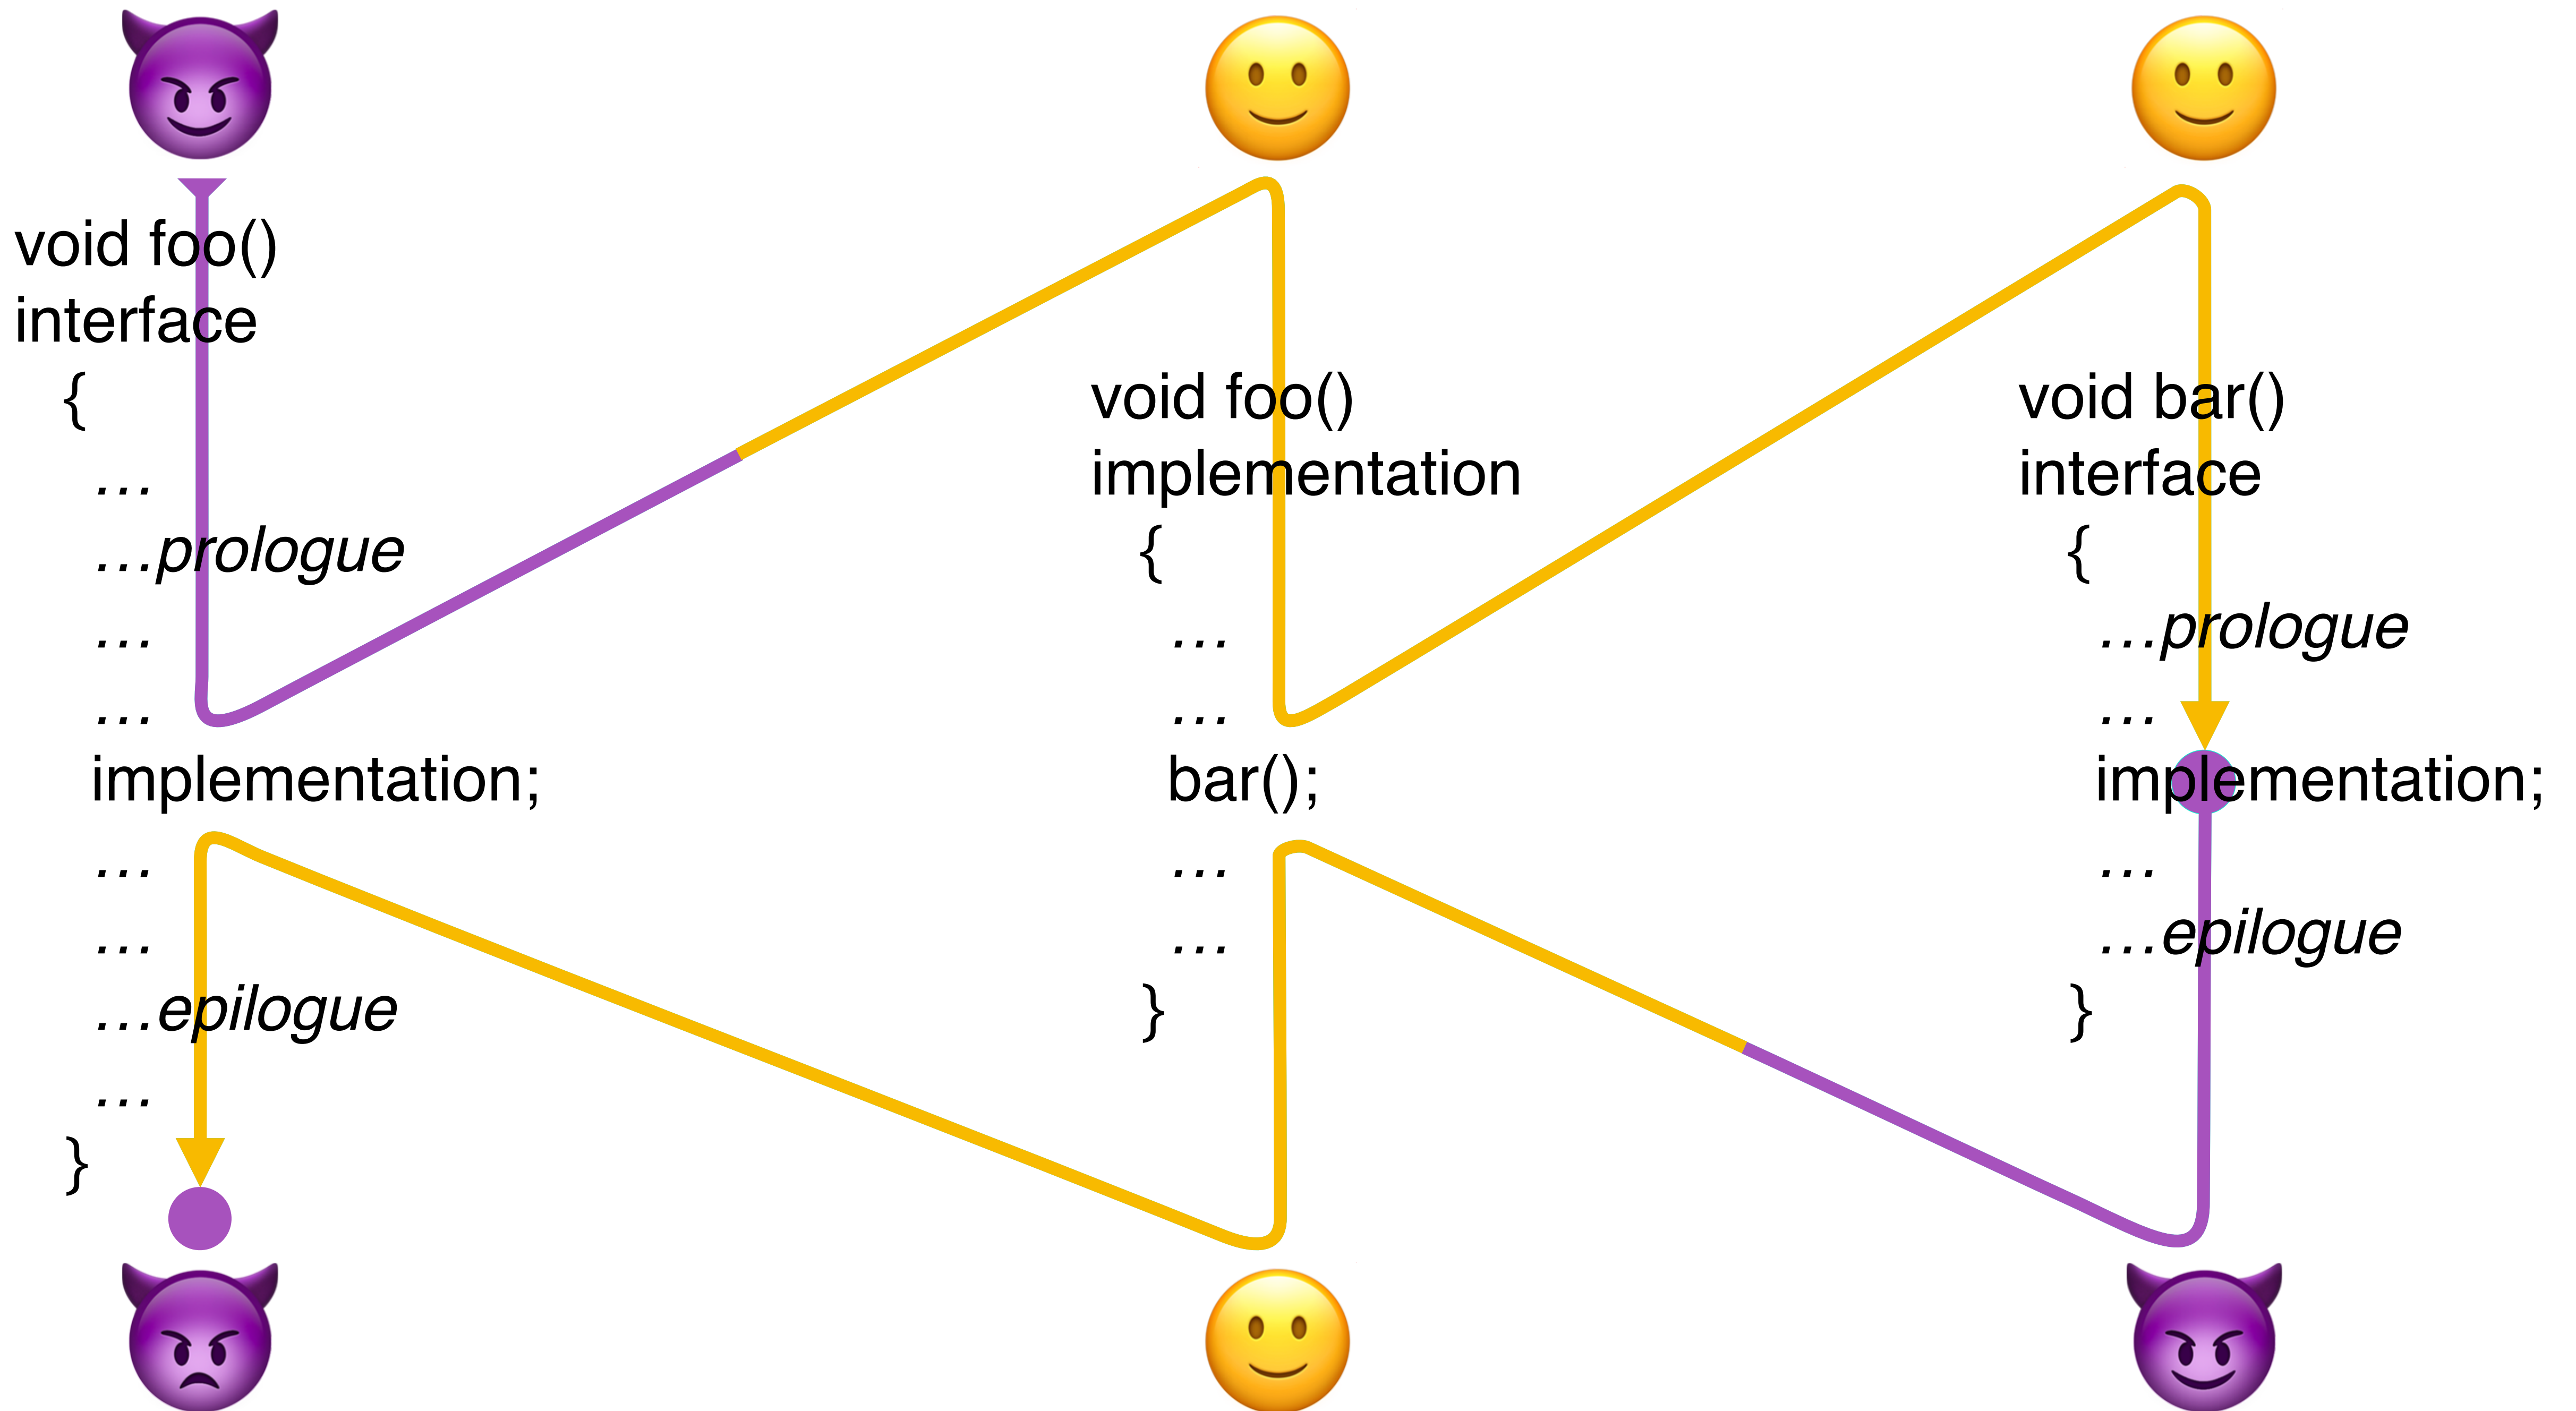 void foo()
interface
{
…
…prologue
…
…
implementation;
…
…
…epilogue
…
}
void foo()
implementation
{
…
…
bar();
…
…
}
void bar()
interface
{
…prologue
…
implementation;
…
…epilogue
}